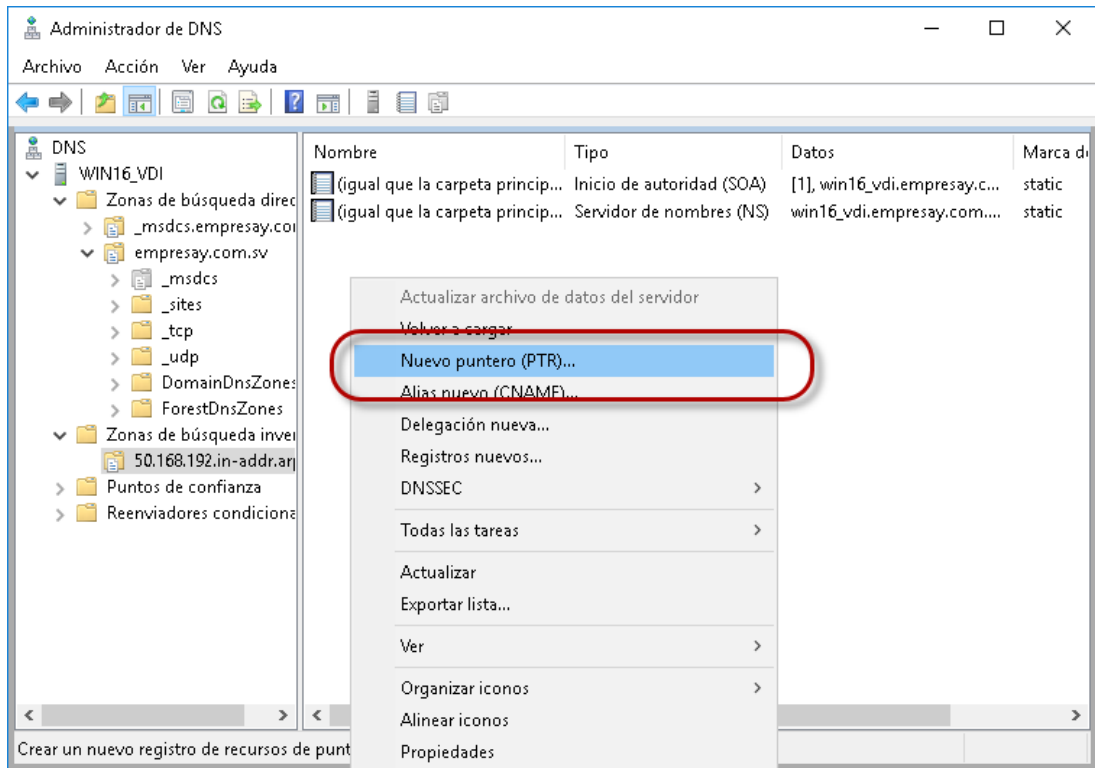 Administrador de DNS
Archivo Acción Ver Ayuda
DNS
WIN16_VDI
Zonas de búsqueda direc
_msdcs.empresay.co
empresay.com.sv
_msdcs
_sites
_tcp
_udp
DomainDnsZones
ForestDnsZones
Zonas de búsqueda inver
50.168.192.in-addr.arp
Puntos de confianza
Reenviadores condiciona
Nombre Tipo Datos Marca de
(igual que la carpeta princip... Inicio de autoridad (SOA) [1], win16_vdi.empresay.c... static
(igual que la carpeta princip... Servidor de nombres (NS) win16_vdi.empresay.com.... static
Actualizar archivo de datos del servidor
Volver a cargar
Nuevo puntero (PTR)...
Alias nuevo (CNAME)...
Delegación nueva...
Registros nuevos...
DNSSEC
Todas las tareas
Actualizar
Exportar lista...
Ver
Organizar iconos
Alinear iconos
Propiedades
Crear un nuevo registro de recursos de punt